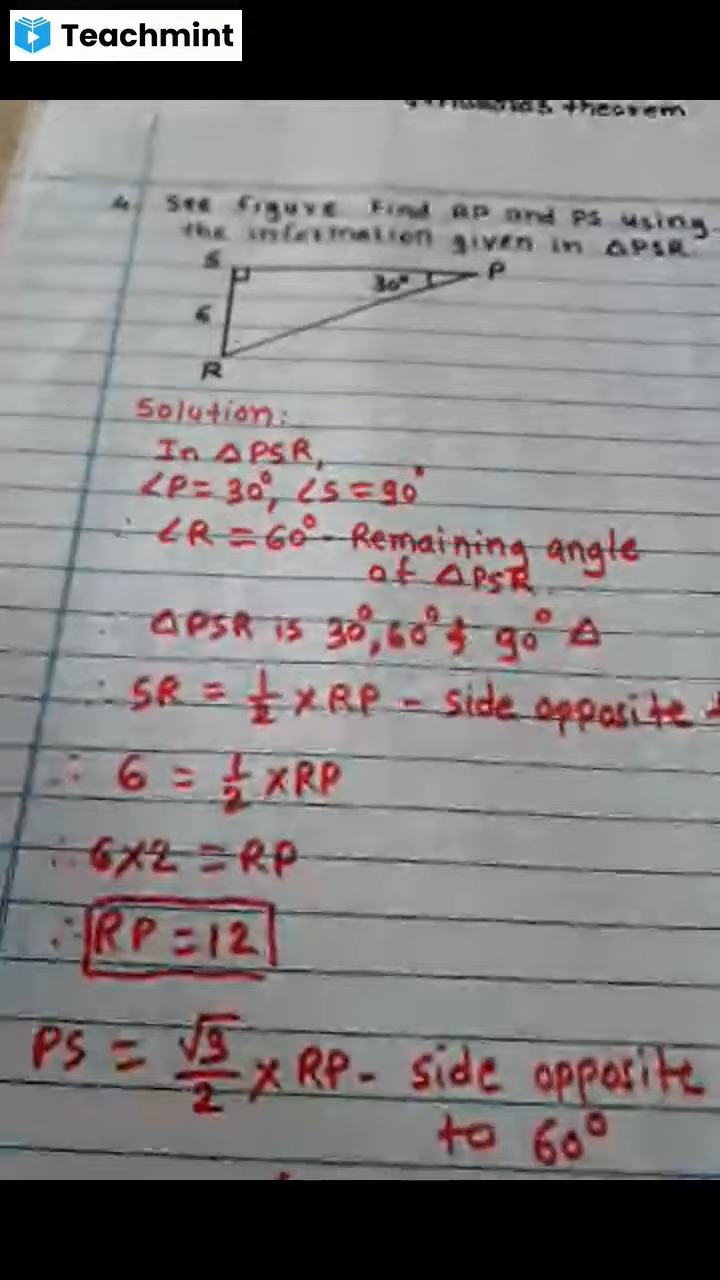 Teachmint
theorem
4. See figure Find RP and PS using
the information given in △PSR.
S
30°
P
6
R
Solution:
In △PSR,
∠P = 30°, ∠S = 90°
∴ ∠R = 60° - Remaining angle
of △PSR.
∴ △PSR is 30°, 60° & 90° △
∴ SR = 1/2 × RP - side opposite
∴ 6 = 1/2 × RP
∴ 6×2 = RP
∴ RP = 12
PS = √3/2 × RP - side opposite
to 60°